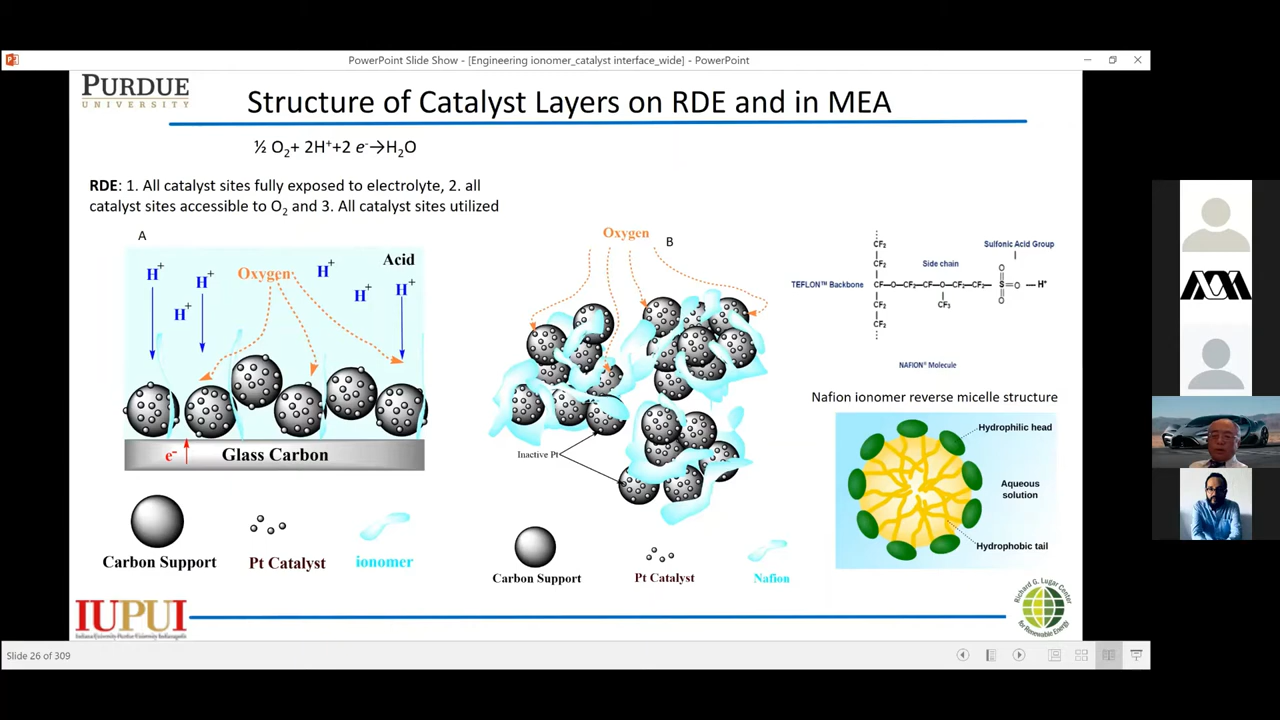 PowerPoint Slide Show - [Engineering ionomer_catalyst interface_wide] - PowerPoint
PURDUE
UNIVERSITY
Structure of Catalyst Layers on RDE and in MEA
½ O₂+ 2H⁺+2 e⁻→H₂O
RDE: 1. All catalyst sites fully exposed to electrolyte, 2. all
catalyst sites accessible to O₂ and 3. All catalyst sites utilized
A
H⁺
H⁺
H⁺
Oxygen
H⁺
H⁺
H⁺
Acid
e⁻
Glass Carbon
Carbon Support
Pt Catalyst
ionomer
Oxygen
B
Inactive Pt
Carbon Support
Pt Catalyst
Nafion
CF₂
CF₂
TEFLON™ Backbone
CF—O—CF₂—CF—O—CF₂—CF₂—S—O—H⁺
CF₃
O
O
CF₂
CF₂
Side chain
Sulfonic Acid Group
NAFION® Molecule
Nafion ionomer reverse micelle structure
Hydrophilic head
Aqueous
solution
Hydrophobic tail
IUPUI
Indiana University-Purdue University Indianapolis
Richard G. Lugar Center
for Renewable Energy
Slide 26 of 309